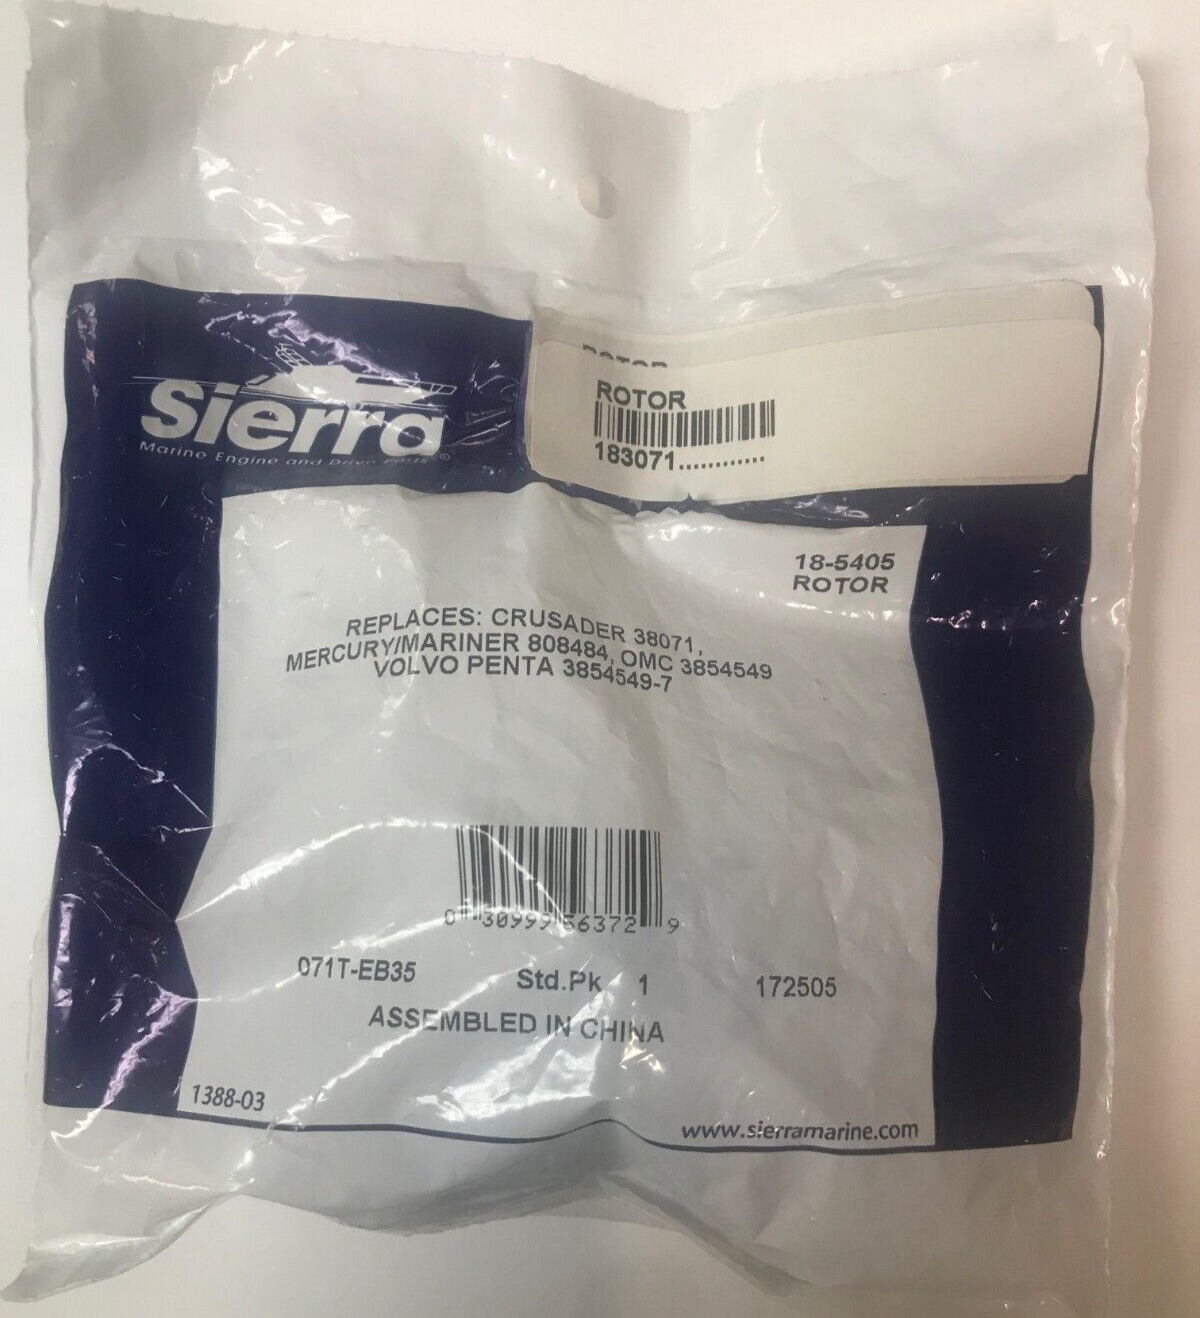 Sierra
Marine Engine and Drive Parts ®
ROTOR
ROTOR
183071............
18-5405
ROTOR
REPLACES: CRUSADER 38071,
MERCURY/MARINER 808484, OMC 3854549
VOLVO PENTA 3854549-7
0 30999 56372 9
071T-EB35 Std.Pk 1 172505
ASSEMBLED IN CHINA
1388-03
www.sierramarine.com